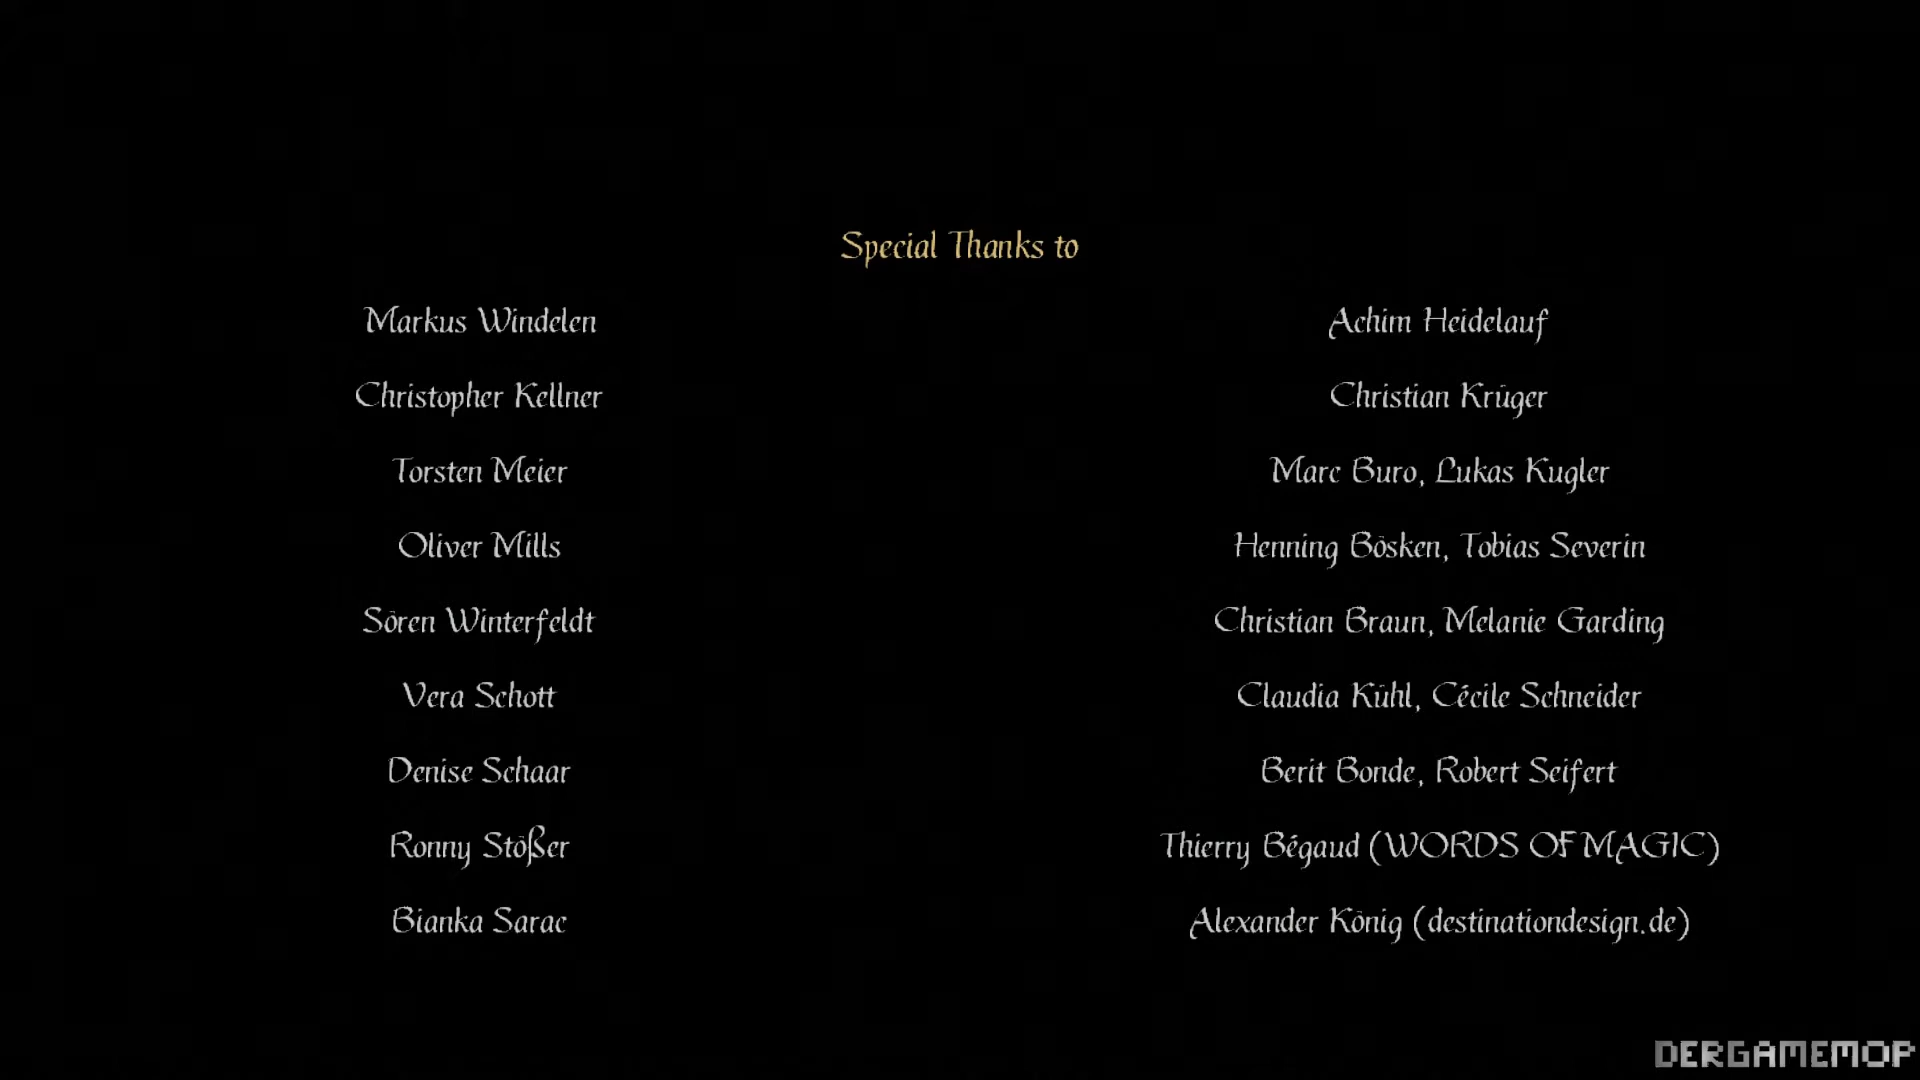 Special Thanks to
Markus Windelen
Achim Heidelauf
Christopher Kellner
Christian Krüger
Torsten Meier
Marc Buro, Lukas Kugler
Oliver Mills
Henning Bösken, Tobias Severin
Sören Winterfeldt
Christian Braun, Melanie Garding
Vera Schott
Claudia Kühl, Cécile Schneider
Denise Schaar
Berit Bonde, Robert Seifert
Ronny Stößer
Thierry Bégaud (WORDS OF MAGIC)
Bianka Sarac
Alexander König (destinationdesign.de)
DERGAMEMOP